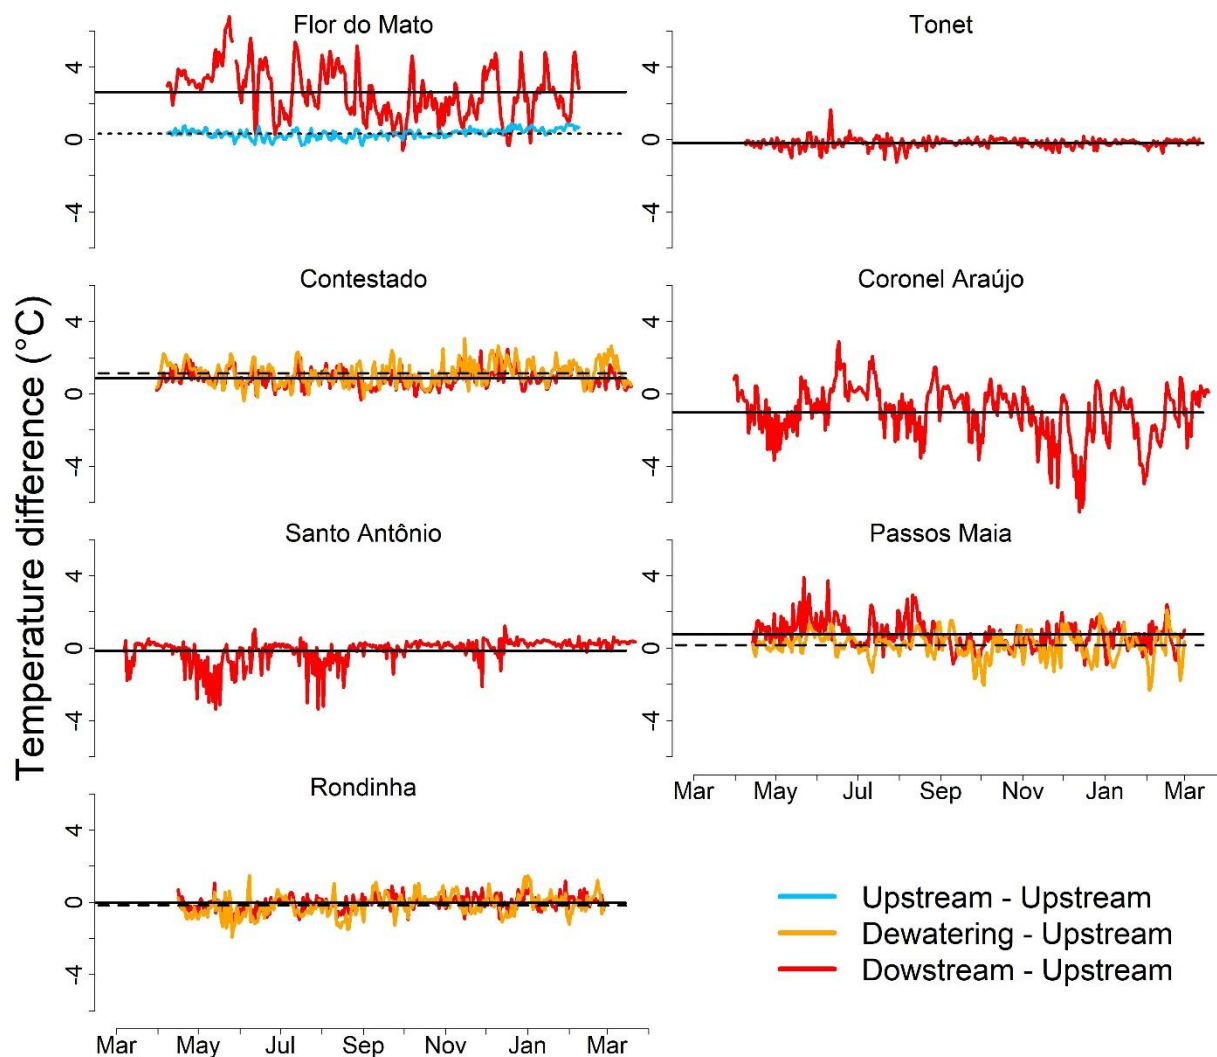 Flor do Mato
Tonet
4
0
-4
4
0
-4
Contestado
Coronel Araújo
4
0
-4
4
0
-4
Temperature difference (°C)
Santo Antônio
Passos Maia
4
0
-4
4
0
-4
Mar May Jul Sep Nov Jan Mar
Rondinha
4
0
-4
Mar May Jul Sep Nov Jan Mar
Upstream - Upstream
Dewatering - Upstream
Dowstream - Upstream